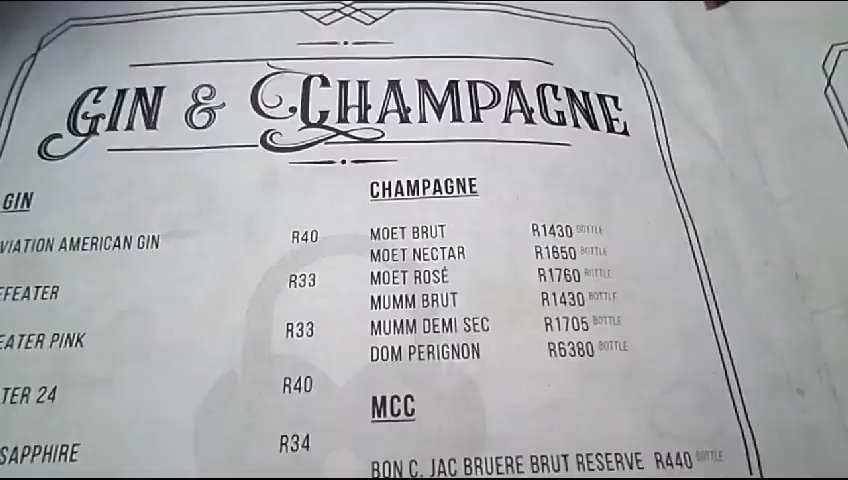 GIN & CHAMPAGNE
GIN
VIATION AMERICAN GIN R40
EFEATER R33
EATER PINK R33
TER 24 R40
SAPPHIRE R34
CHAMPAGNE
MOET BRUT R1430 BOTTLE
MOET NECTAR R1650 BOTTLE
MOET ROSÉ R1760 BOTTLE
MUMM BRUT R1430 BOTTLE
MUMM DEMI SEC R1705 BOTTLE
DOM PERIGNON R6380 BOTTLE
MCC
BON C. JAC BRUERE BRUT RESERVE R440 BOTTLE